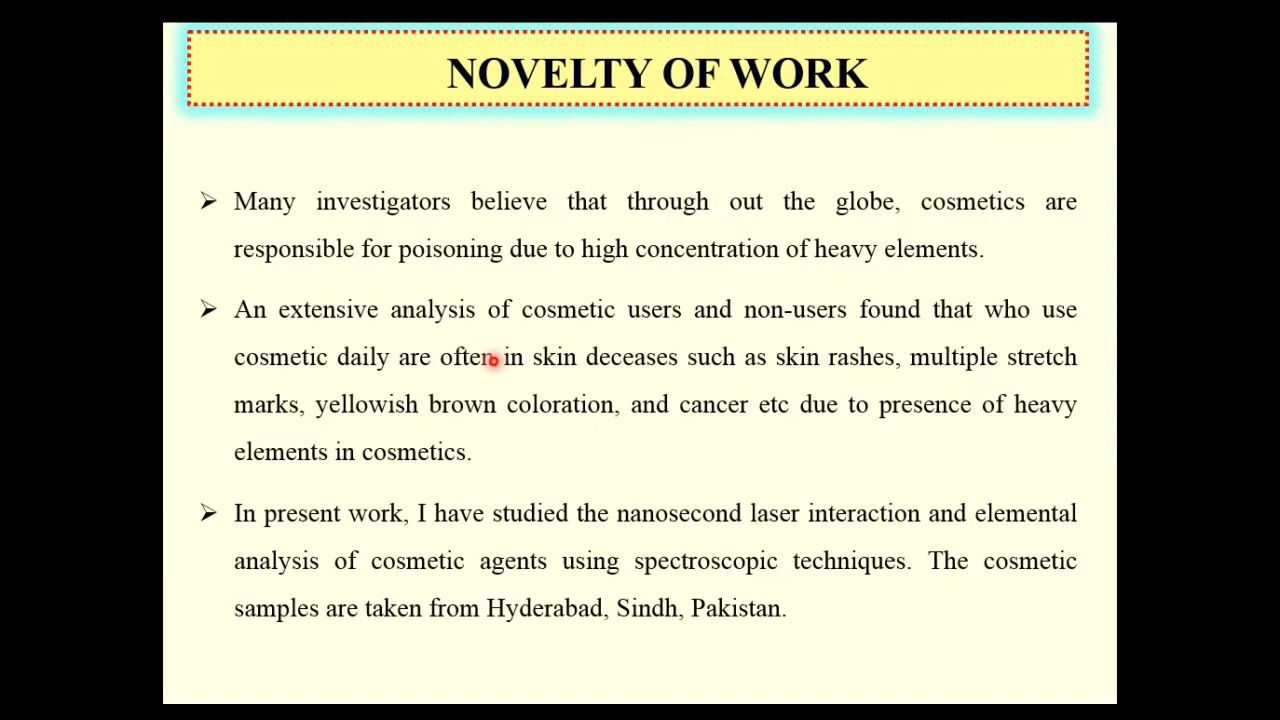 NOVELTY OF WORK
Many investigators believe that through out the globe, cosmetics are
responsible for poisoning due to high concentration of heavy elements.
An extensive analysis of cosmetic users and non-users found that who use
cosmetic daily are often in skin deceases such as skin rashes, multiple stretch
marks, yellowish brown coloration, and cancer etc due to presence of heavy
elements in cosmetics.
In present work, I have studied the nanosecond laser interaction and elemental
analysis of cosmetic agents using spectroscopic techniques. The cosmetic
samples are taken from Hyderabad, Sindh, Pakistan.